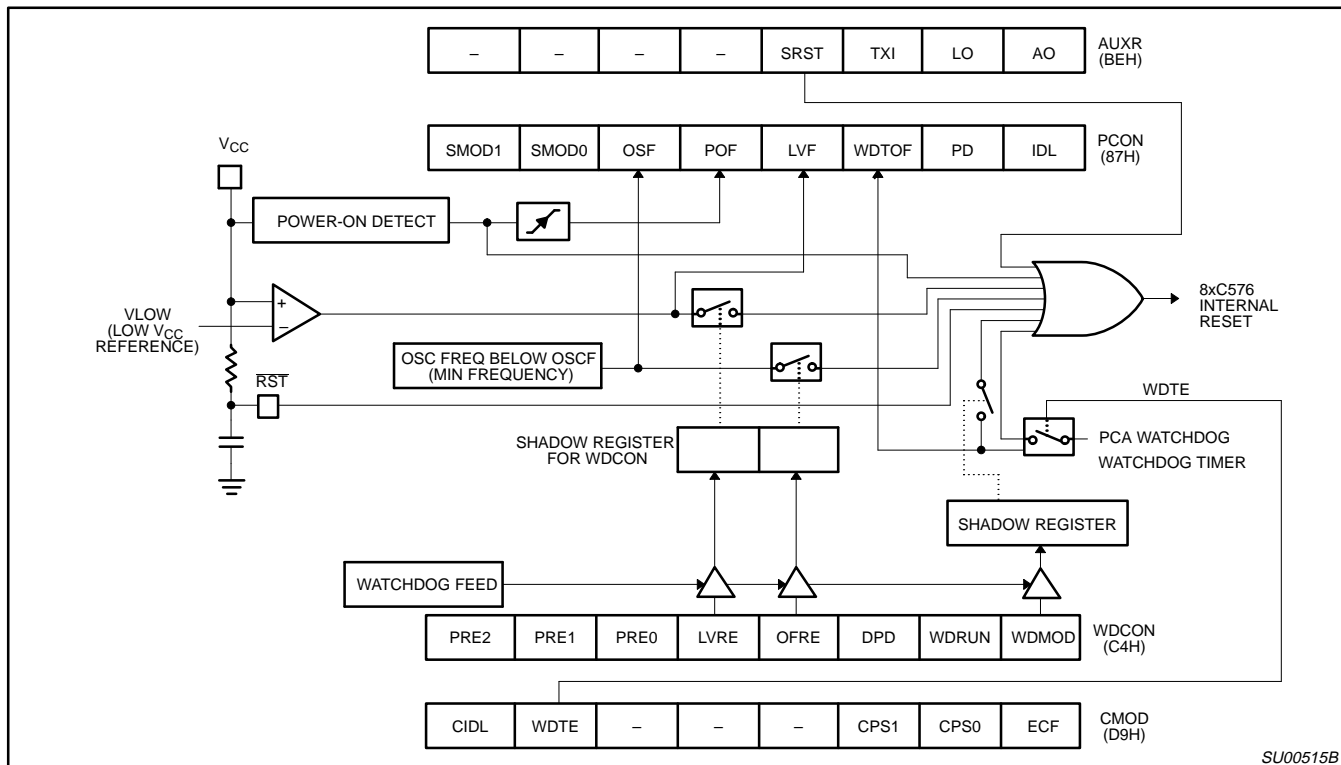 – – – – SRST TXI LO AO
AUXR
(BEH)
SMOD1 SMOD0 OSF POF LVF WDTOF PD IDL
PCON
(87H)
VCC
POWER-ON DETECT
+
–
VLOW
(LOW VCC
REFERENCE)
8xC576
INTERNAL
RESET
OSC FREQ BELOW OSCF
(MIN FREQUENCY)
RST
WDTE
SHADOW REGISTER
FOR WDCON
PCA WATCHDOG
WATCHDOG TIMER
SHADOW REGISTER
WATCHDOG FEED
PRE2 PRE1 PRE0 LVRE OFRE DPD WDRUN WDMOD
WDCON
(C4H)
CIDL WDTE – – – CPS1 CPS0 ECF
CMOD
(D9H)
SU00515B